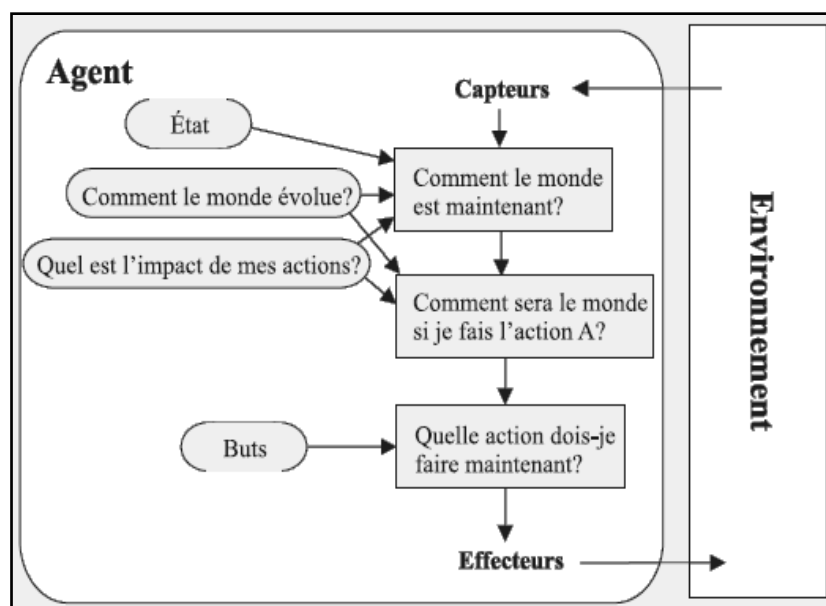 Agent
Capteurs
État
Comment le monde
est maintenant?
Comment le monde évolue?
Quel est l'impact de mes actions?
Comment sera le monde
si je fais l'action A?
Buts
Quelle action dois-je
faire maintenant?
Effecteurs
Environnement